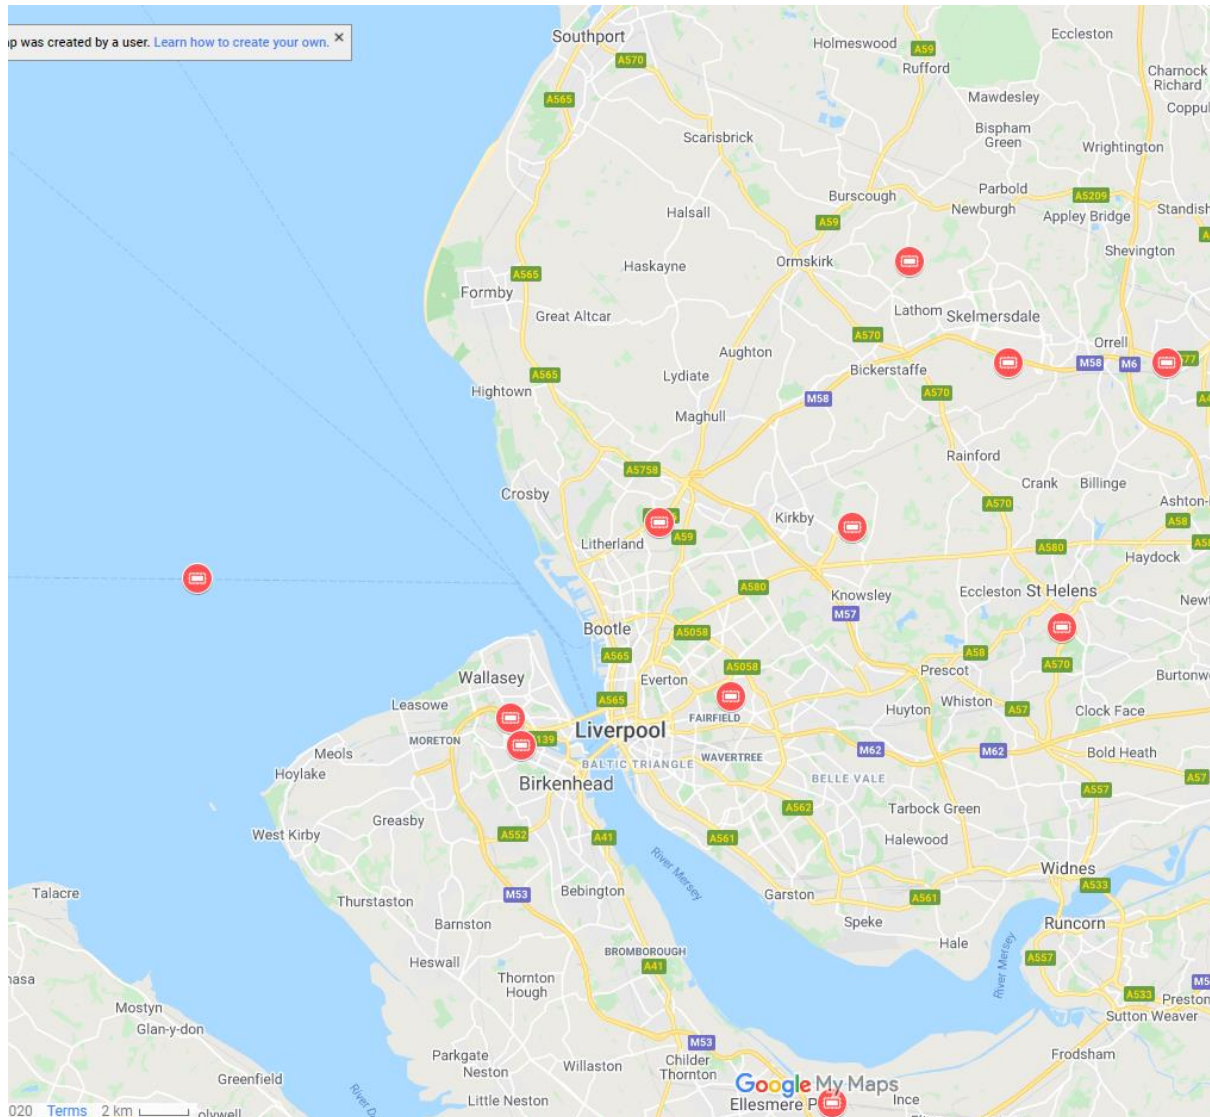 p was created by a user. Learn how to create your own. ×
Southport
Holmeswood
A59
Rufford
Eccleston
A570
Charnock
Richard
A565
Mawdesley
Coppul
Scarisbrick
Bispham
Green
Wrightington
Burscough
Parbold
Newburgh
A5209
Appley Bridge
Standish
Halsall
A59
Shevington
Ormskirk
Haskayne
A565
Formby
Great Altcar
Lathom
Skelmersdale
A570
Orrell
Aughton
M58
M6
77
Bickerstaffe
A565
Lydiate
Hightown
A570
M58
Maghull
Rainford
A5758
Crank
Billinge
Crosby
Ashton-
A570
Kirkby
A58
Litherland
A59
A580
Haydock
A580
Knowsley
Eccleston
St Helens
M57
Bootle
A5058
A58
A565
A5058
Prescot
A570
Wallasey
Everton
Burtonw
Leasowe
A565
Huyton
Whiston
A57
Clock Face
FAIRFIELD
Liverpool
MORETON
139
M62
M62
Bold Heath
Meols
WAVERTREE
BALTIC TRIANGLE
Hoylake
Birkenhead
BELLE VALE
A57
A557
Greasby
A562
Tarbock Green
West Kirby
A552
A41
A561
Halewood
River Mersey
Widnes
Talacre
M53
Bebington
Garston
A533
Thurstaston
A561
Barnston
Speke
Runcorn
Hale
River Mersey
BROMBOROUGH
A557
Heswall
A41
Thornton
Hough
A533
Preston
Mostyn
Sutton Weaver
Glan-y-don
M53
Parkgate
Neston
Willaston
Childer
Thornton
Frodsham
Greenfield
Google My Maps
Little Neston
Ellesmere P
Ince
020 Terms 2 km
olywell